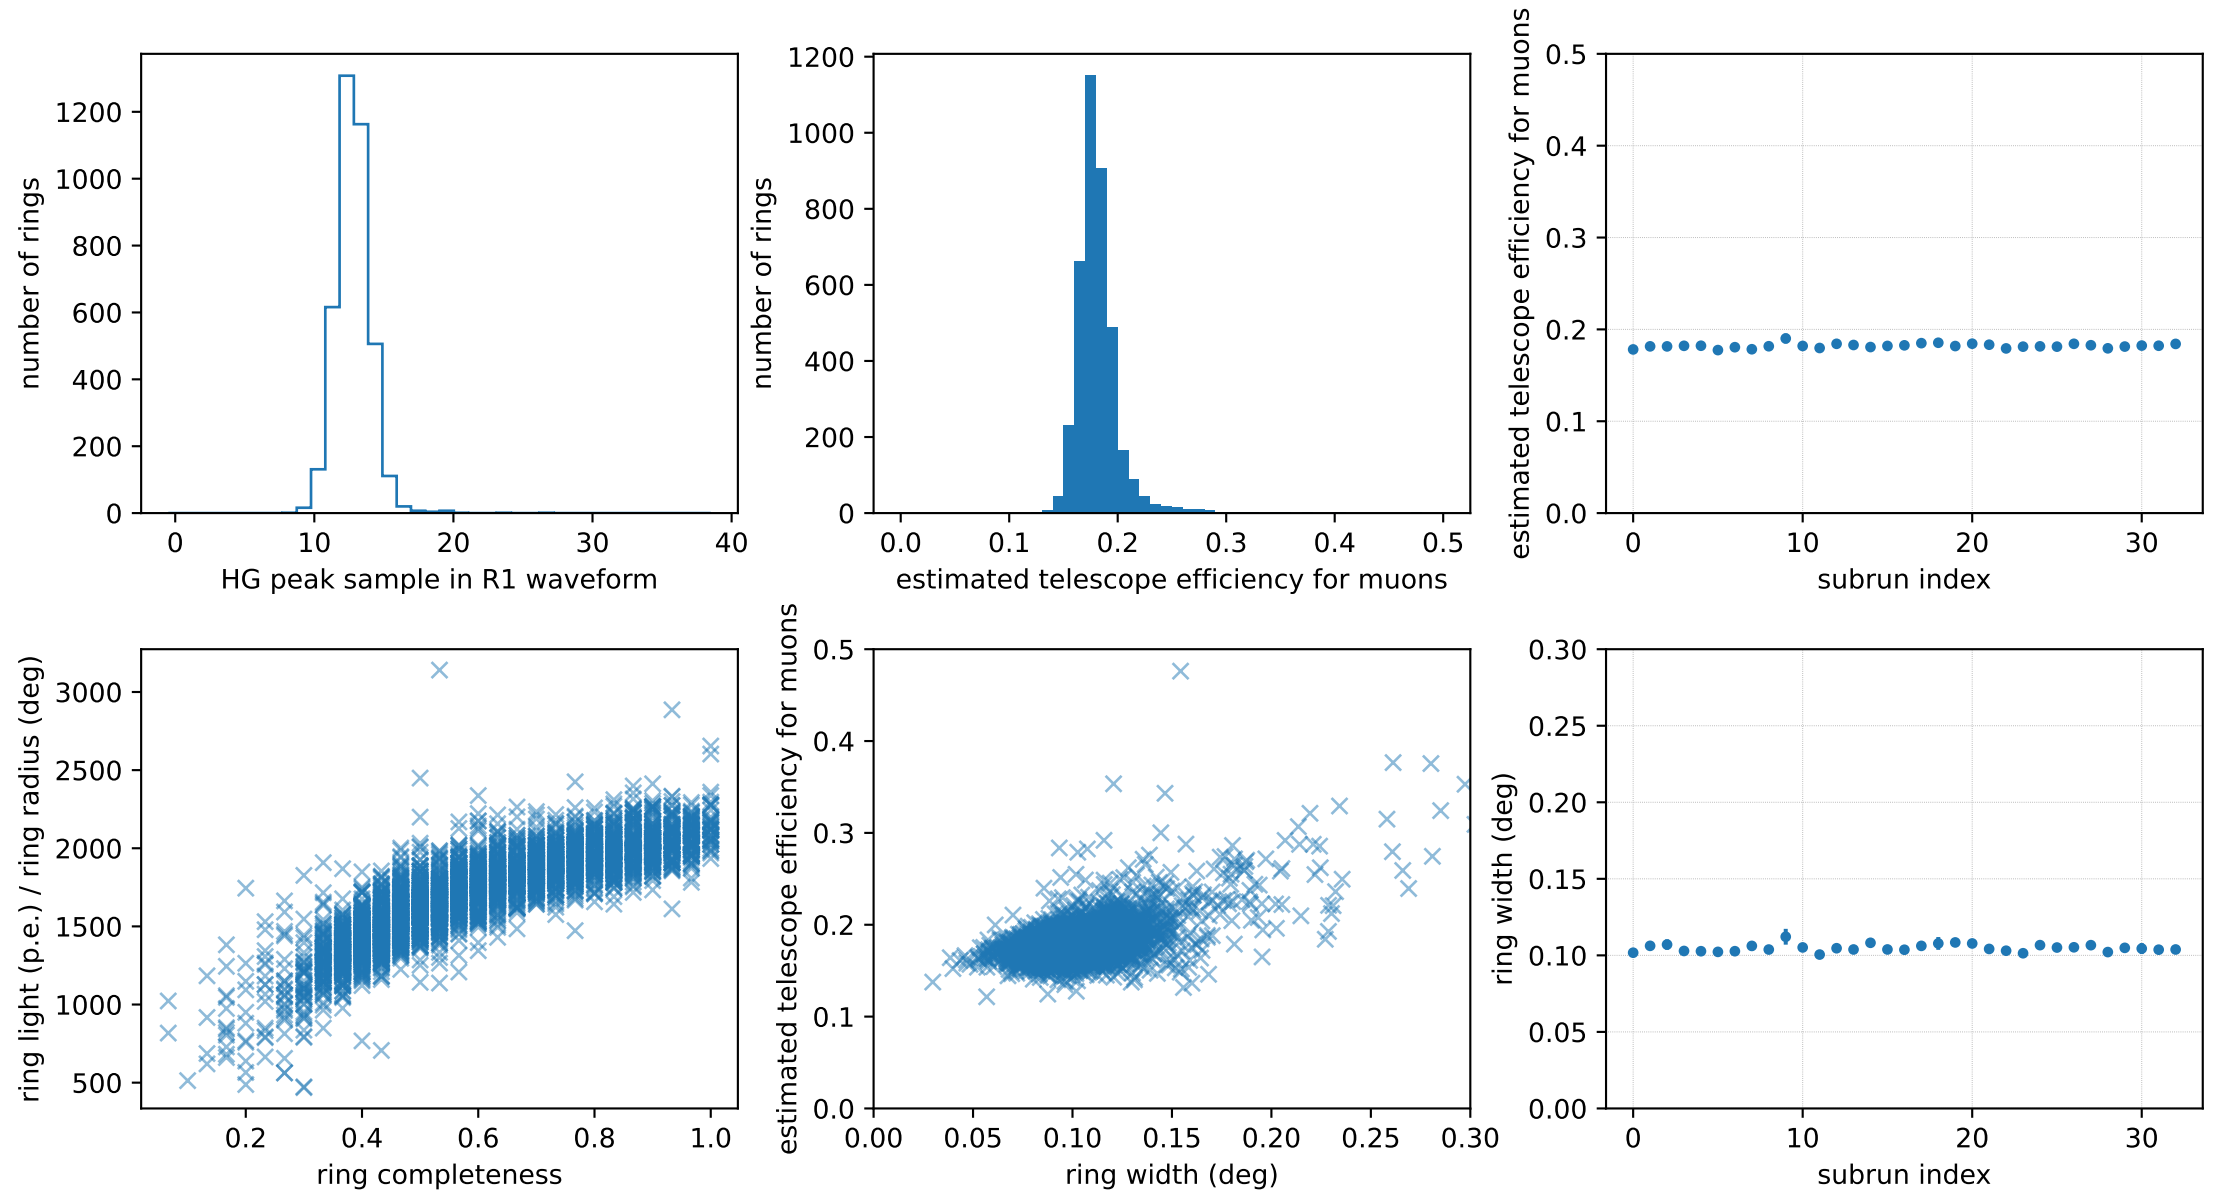 number of rings
1200
1000
800
600
400
200
0
0 10 20 30 40
HG peak sample in R1 waveform
number of rings
1200
1000
800
600
400
200
0
0.0 0.1 0.2 0.3 0.4 0.5
estimated telescope efficiency for muons
estimated telescope efficiency for muons
0.5
0.4
0.3
0.2
0.1
0.0
0 10 20 30
subrun index
ring light (p.e.) / ring radius (deg)
3000
2500
2000
1500
1000
500
0.2 0.4 0.6 0.8 1.0
ring completeness
estimated telescope efficiency for muons
0.5
0.4
0.3
0.2
0.1
0.0
0.00 0.05 0.10 0.15 0.20 0.25 0.30
ring width (deg)
ring width (deg)
0.30
0.25
0.20
0.15
0.10
0.05
0.00
0 10 20 30
subrun index